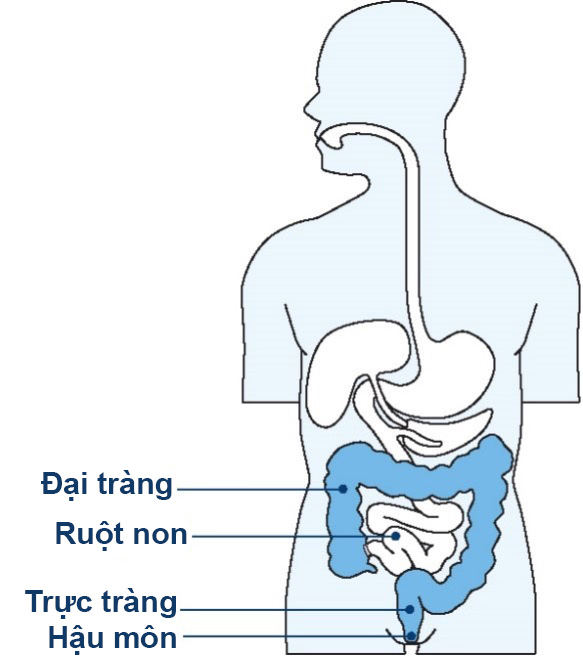 Đại tràng
Ruột non
Trực tràng
Hậu môn